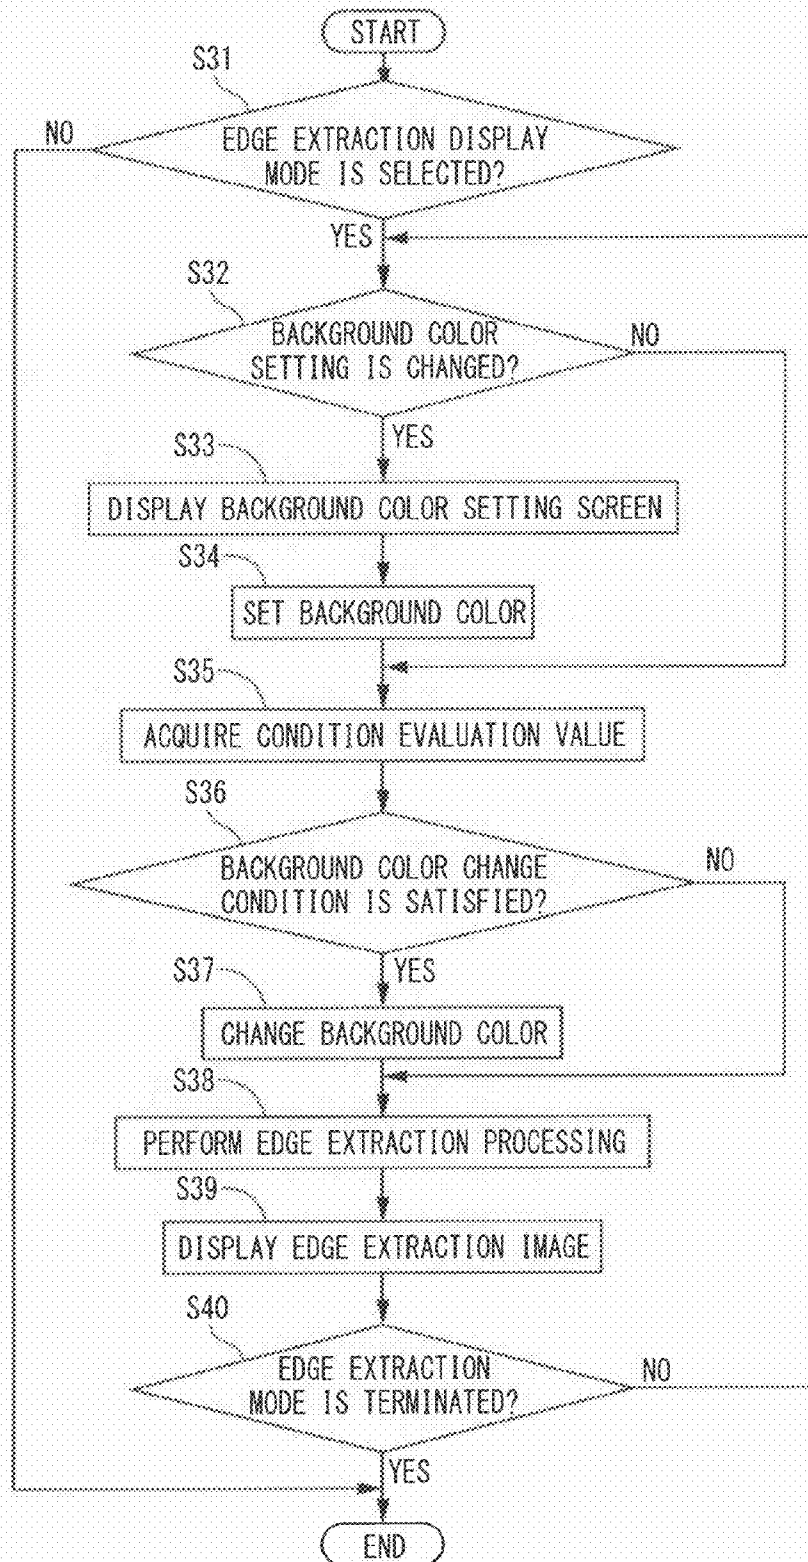 START
S31
NO
EDGE EXTRACTION DISPLAY
MODE IS SELECTED?
YES
S32
BACKGROUND COLOR
SETTING IS CHANGED?
NO
YES
S33
DISPLAY BACKGROUND COLOR SETTING SCREEN
S34
SET BACKGROUND COLOR
S35
ACQUIRE CONDITION EVALUATION VALUE
S36
BACKGROUND COLOR CHANGE
CONDITION IS SATISFIED?
NO
YES
S37
CHANGE BACKGROUND COLOR
S38
PERFORM EDGE EXTRACTION PROCESSING
S39
DISPLAY EDGE EXTRACTION IMAGE
S40
EDGE EXTRACTION
MODE IS TERMINATED?
NO
YES
END